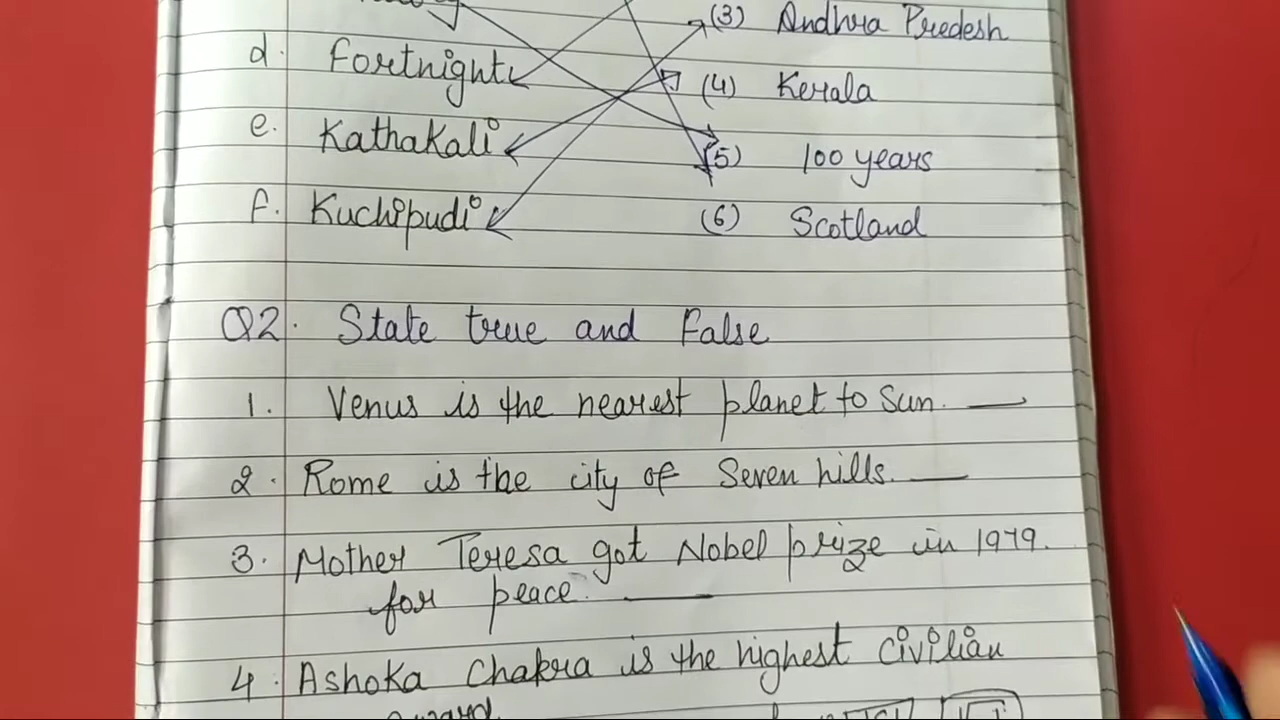 (3) Andhra Predesh
d. Fortnight
(4) Kerala
e. Kathakali
(5) 100 years
f. Kuchipudi
(6) Scotland
Q2. State true and False
1. Venus is the nearest planet to Sun.
2. Rome is the city of Seven hills.
3. Mother Teresa got Nobel prize in 1979.
for peace.
4. Ashoka Chakra is the highest Civilian
award